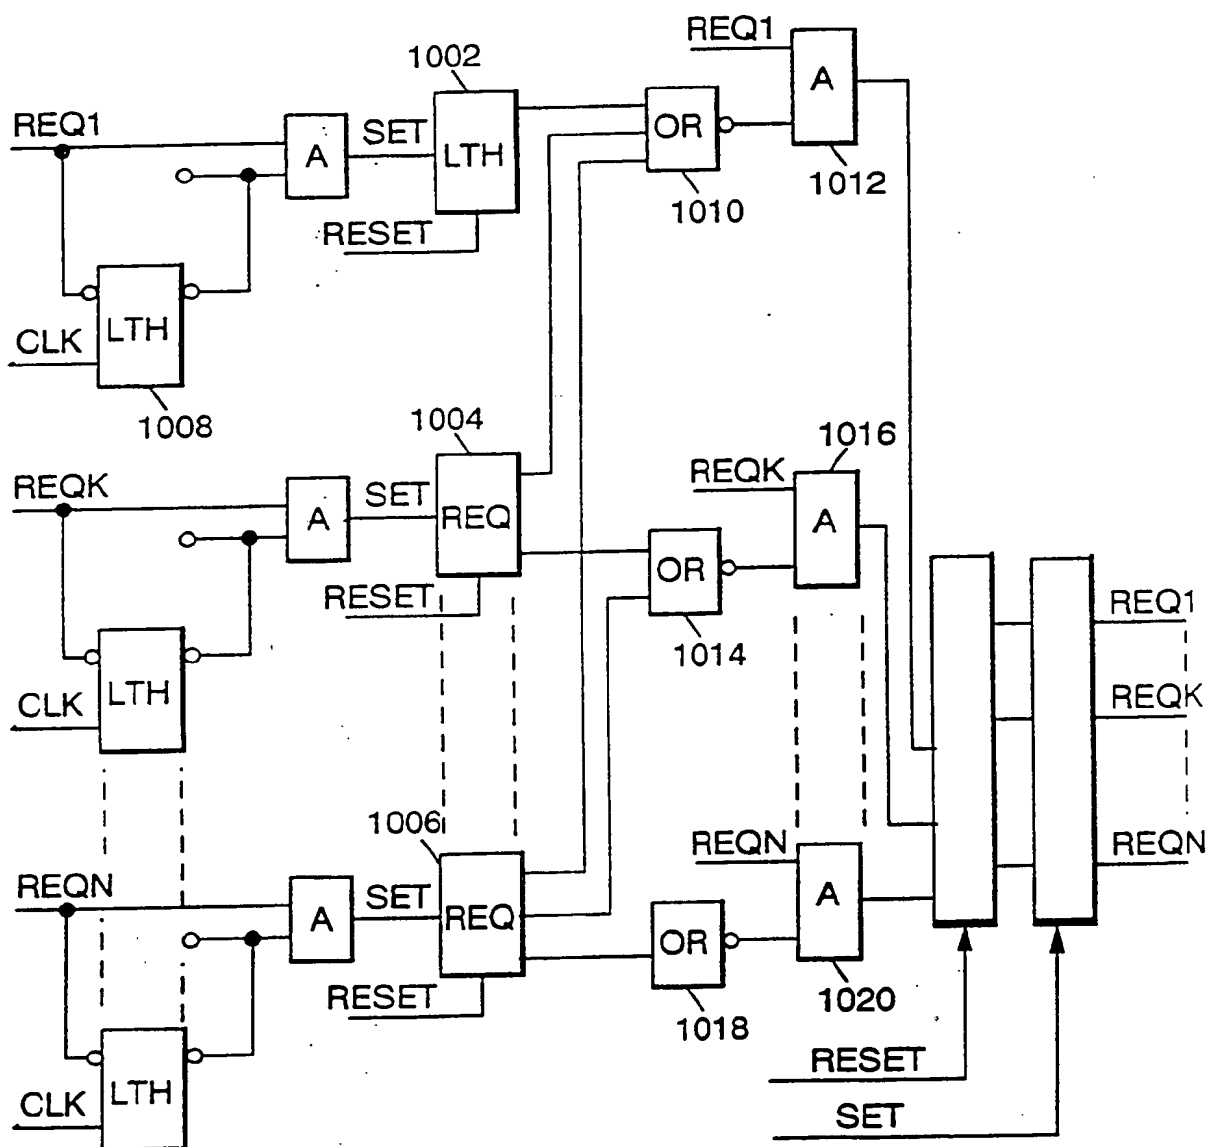 REQ1
1002
REQ1
A
SET
LTH
OR
A
1012
1010
RESET
LTH
CLK
1008
1004
1016
REQK
A
SET
REQ
REQK
A
OR
RESET
1014
REQ1
LTH
CLK
REQK
1006
REQN
A
SET
REQ
REQN
A
OR
REQN
RESET
1018
1020
RESET
LTH
CLK
SET